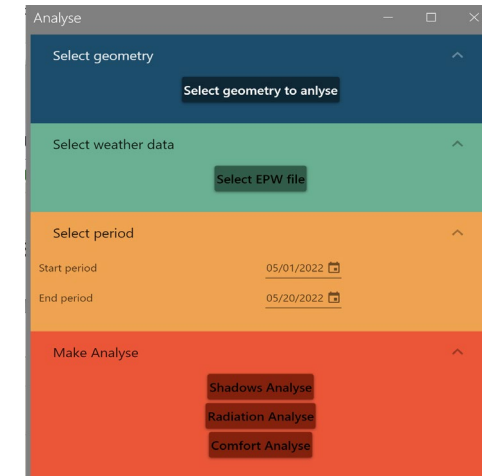 Analyse
Select geometry
Select geometry to anlyse
Select weather data
Select EPW file
Select period
Start period 05/01/2022
End period 05/20/2022
Make Analyse
Shadows Analyse
Radiation Analyse
Comfort Analyse